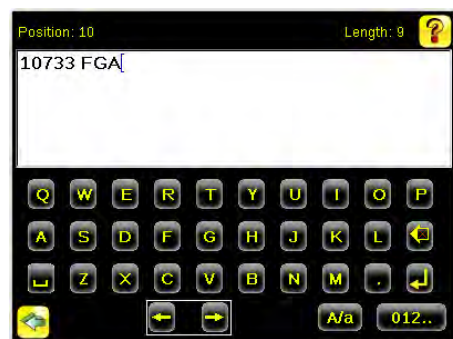 Position: 10 Length: 9 ?
10733 FGA[
Q W E R T Y U I O P
A S D F G H J K L
Z X C V B N M .
A/a 012..